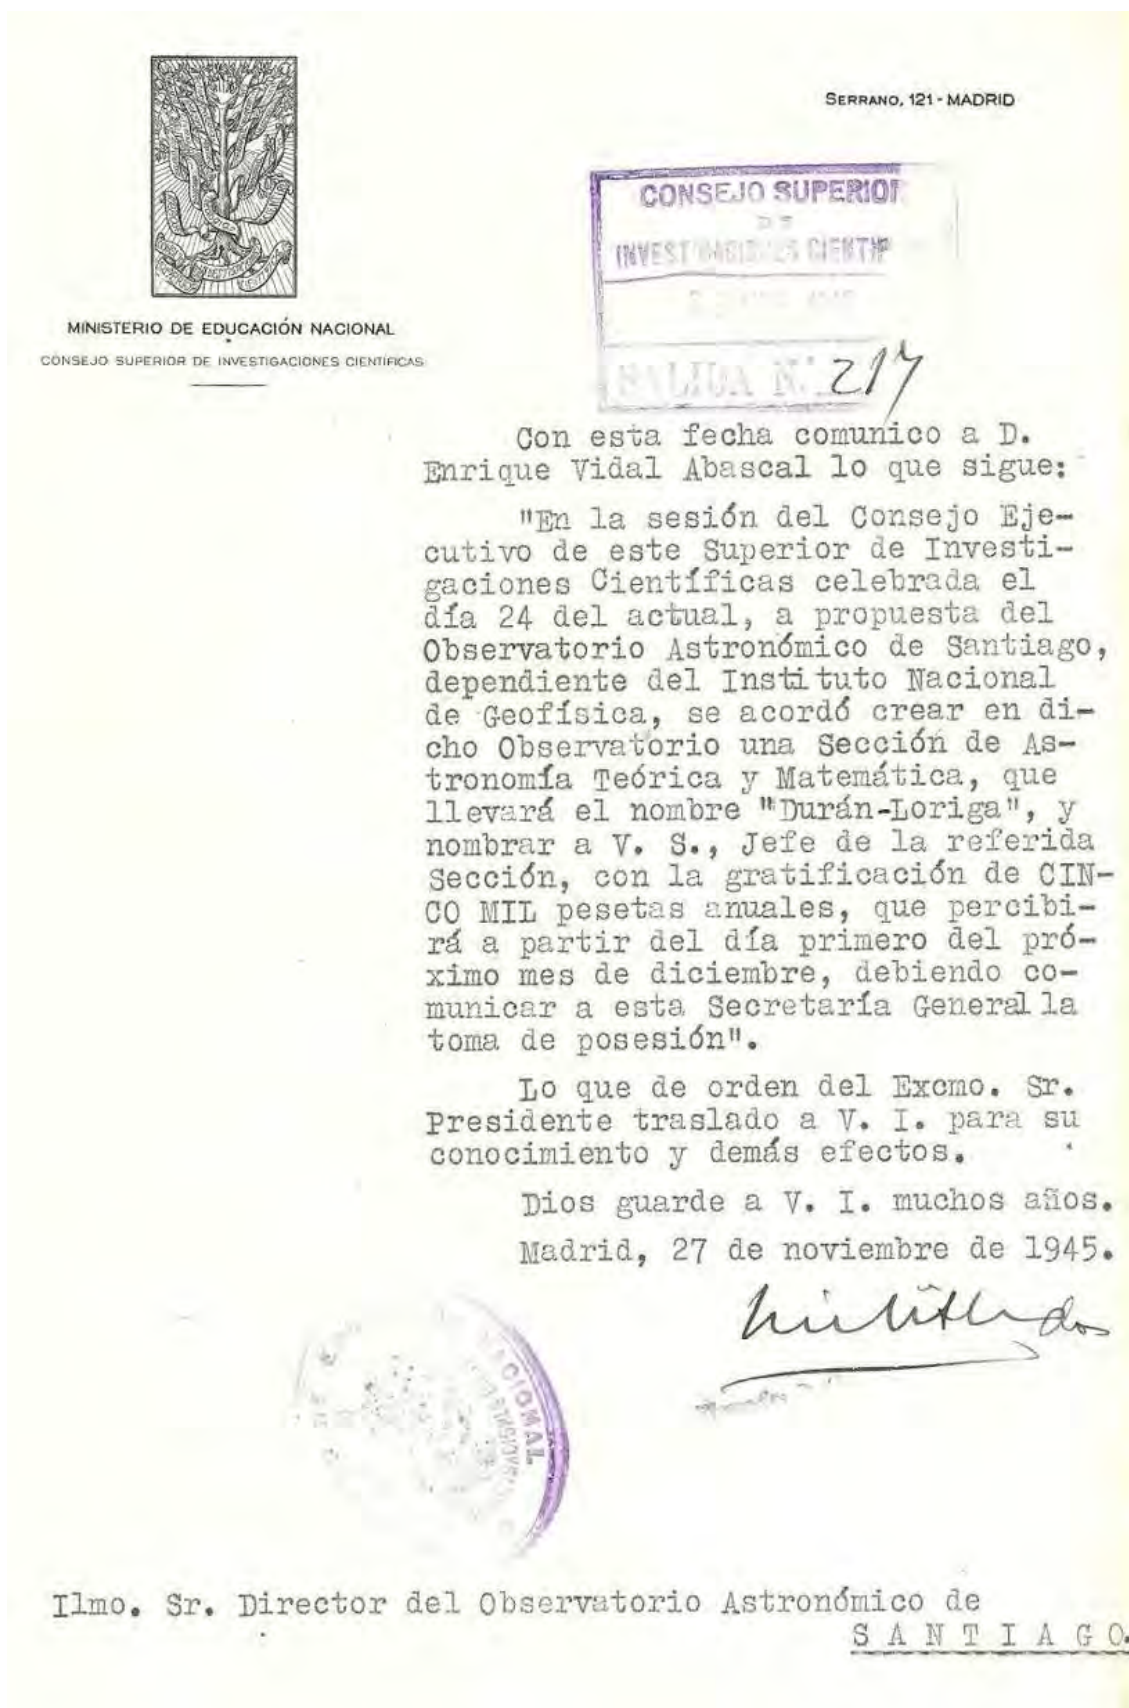 SERRANO, 121 - MADRID
CONSEJO SUPERIOR
DE
INVESTIGACIONES CIENTIF
SALIDA N. 217
MINISTERIO DE EDUCACIÓN NACIONAL
CONSEJO SUPERIOR DE INVESTIGACIONES CIENTIFICAS
Con esta fecha comunico a D.
Enrique Vidal Abascal lo que sigue:
"En la sesión del Consejo Eje-
cutivo de este Superior de Investi-
gaciones Científicas celebrada el
día 24 del actual, a propuesta del
Observatorio Astronómico de Santiago,
dependiente del Instituto Nacional
de Geofísica, se acordó crear en di-
cho Observatorio una Sección de As-
tronomía Teórica y Matemática, que
llevará el nombre "Durán-Loriga", y
nombrar a V. S., Jefe de la referida
Sección, con la gratificación de CIN-
CO MIL pesetas anuales, que percibi-
rá a partir del día primero del pró-
ximo mes de diciembre, debiendo co-
municar a esta Secretaría General la
toma de posesión".
Lo que de orden del Excmo. Sr.
Presidente traslado a V. I. para su
conocimiento y demás efectos.
Dios guarde a V. I. muchos años.
Madrid, 27 de noviembre de 1945.
Ilmo. Sr. Director del Observatorio Astronómico de
SANTIAGO.